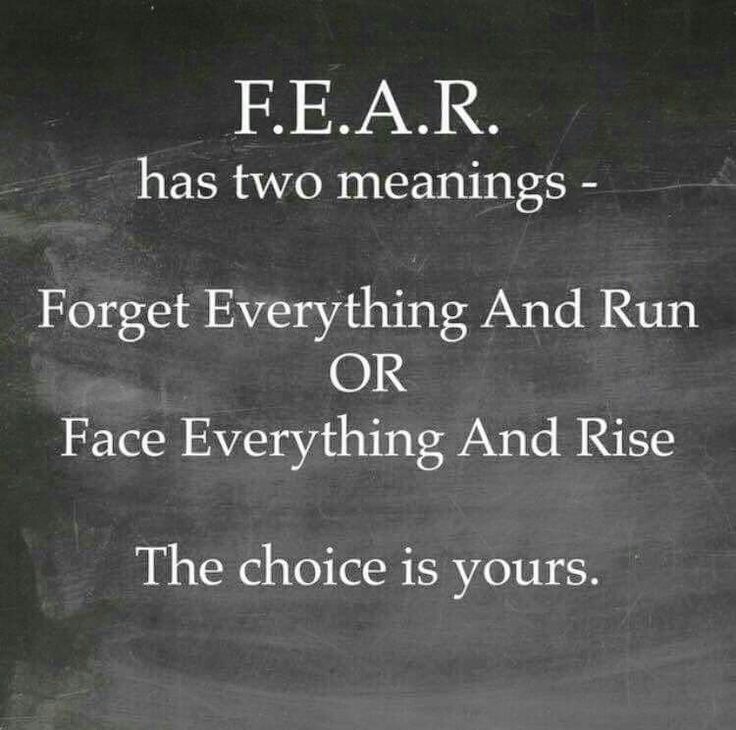 F.E.A.R.
has two meanings -
Forget Everything And Run
OR
Face Everything And Rise
The choice is yours.